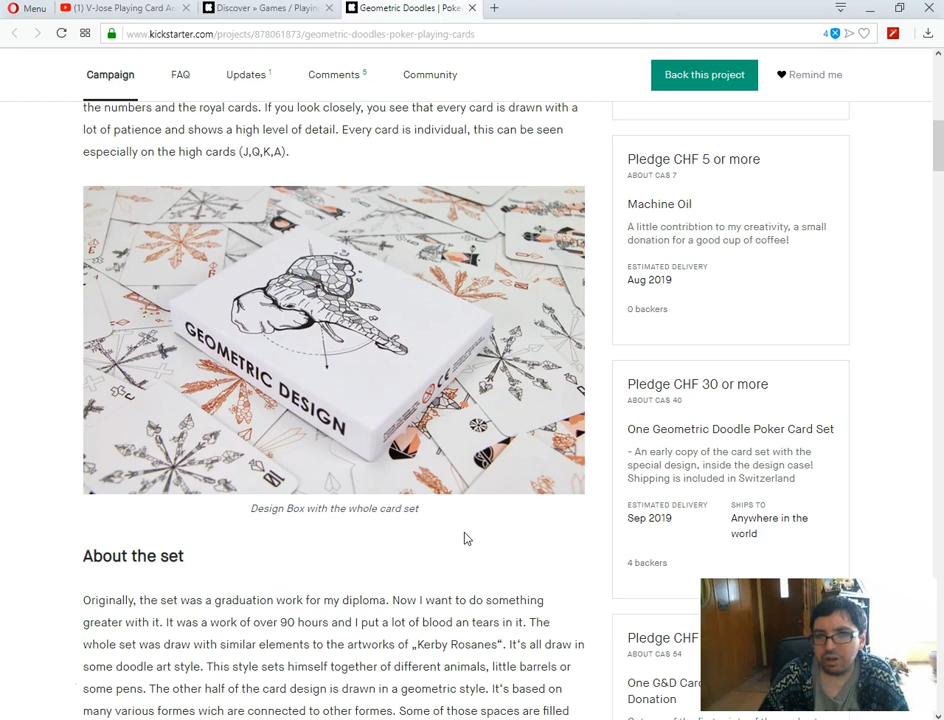 Menu
(1) V-Jose Playing Card A
Discover » Games / Playin
Geometric Doodles | Poke
www.kickstarter.com/projects/878061873/geometric-doodles-poker-playing-cards
4
Campaign
FAQ
Updates 1
Comments 5
Community
Back this project
Remind me
the numbers and the royal cards. If you look closely, you see that every card is drawn with a
lot of patience and shows a high level of detail. Every card is individual, this can be seen
especially on the high cards (J,Q,K,A).
GEOMETRIC DESIGN
Design Box with the whole card set
About the set
Originally, the set was a graduation work for my diploma. Now I want to do something
greater with it. It was a work of over 90 hours and I put a lot of blood an tears in it. The
whole set was draw with similar elements to the artworks of „Kerby Rosanes“. It's all draw in
some doodle art style. This style sets himself together of different animals, little barrels or
some pens. The other half of the card design is drawn in a geometric style. It's based on
many various formes wich are connected to other formes. Some of those spaces are filled
Pledge CHF 5 or more
ABOUT CA$ 7
Machine Oil
A little contribtion to my creativity, a small
donation for a good cup of coffee!
ESTIMATED DELIVERY
Aug 2019
0 backers
Pledge CHF 30 or more
ABOUT CA$ 40
One Geometric Doodle Poker Card Set
- An early copy of the card set with the
special design, inside the design case!
Shipping is included in Switzerland
ESTIMATED DELIVERY
SHIPS TO
Sep 2019
Anywhere in the
world
4 backers
Pledge CHF
ABOUT CA$ 54
One G&D Car
Donation